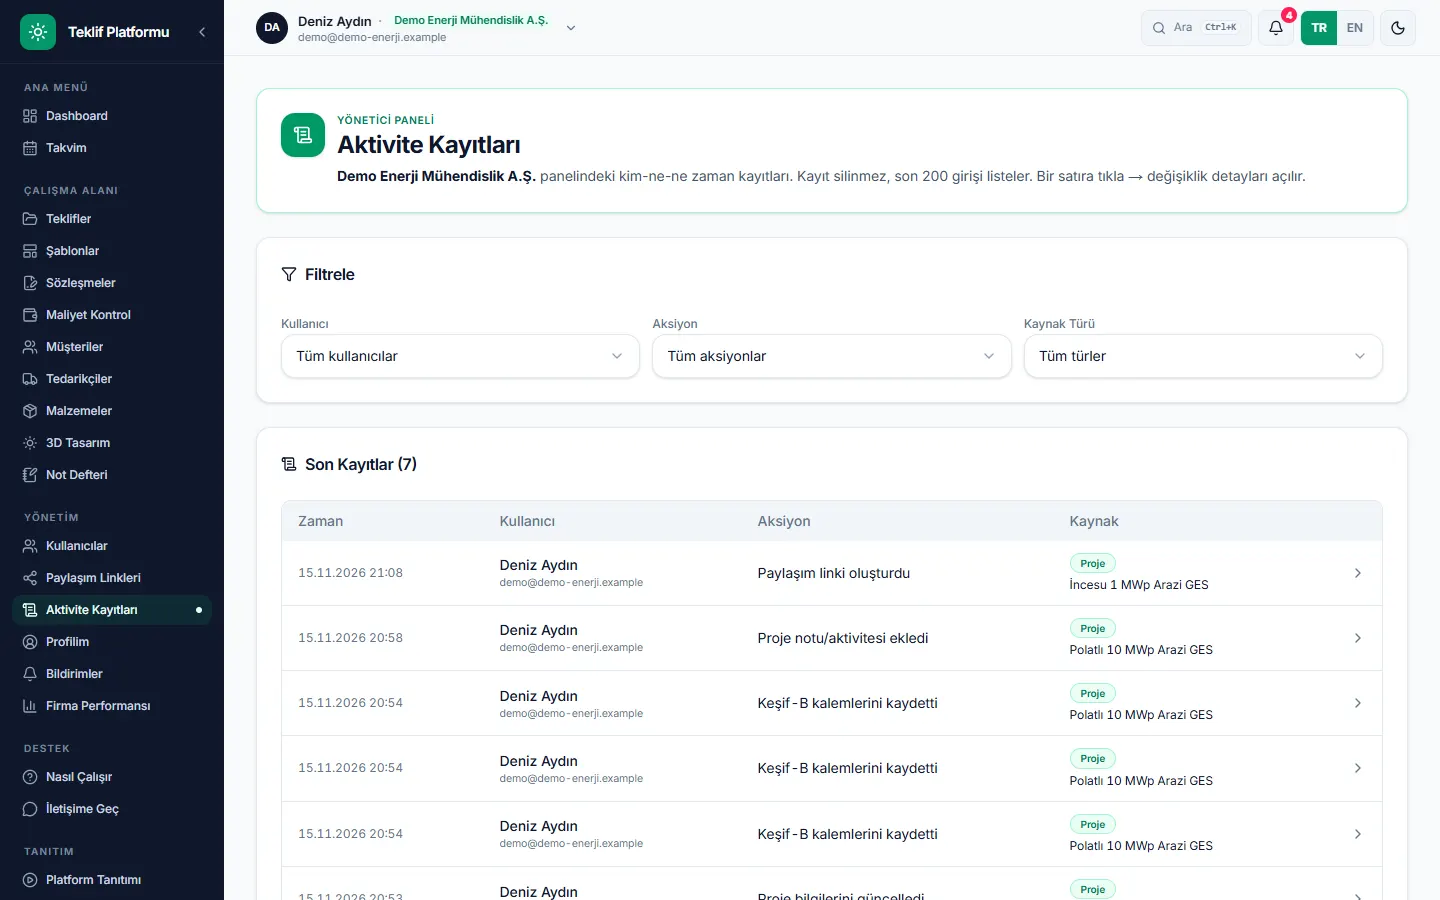 Teklif Platformu
ANA MENÜ
Dashboard
Takvim
ÇALIŞMA ALANI
Teklifler
Şablonlar
Sözleşmeler
Maliyet Kontrol
Müşteriler
Tedarikçiler
Malzemeler
3D Tasarım
Not Defteri
YÖNETİM
Kullanıcılar
Paylaşım Linkleri
Aktivite Kayıtları
Profilim
Bildirimler
Firma Performansı
DESTEK
Nasıl Çalışır
İletişime Geç
TANITIM
Platform Tanıtımı
DA
Deniz Aydın · Demo Enerji Mühendislik A.Ş.
demo@demo-enerji.example
Ara Ctrl+K
4
TR EN
YÖNETİCİ PANELİ
Aktivite Kayıtları
Demo Enerji Mühendislik A.Ş. panelindeki kim-ne-ne zaman kayıtları. Kayıt silinmez, son 200 girişi listeler. Bir satıra tıkla → değişiklik detayları açılır.
Filtrele
Kullanıcı Aksiyon Kaynak Türü
Tüm kullanıcılar Tüm aksiyonlar Tüm türler
Son Kayıtlar (7)
Zaman Kullanıcı Aksiyon Kaynak
15.11.2026 21:08 Deniz Aydın Paylaşım linki oluşturdu Proje
demo@demo-enerji.example İncesu 1 MWp Arazi GES
15.11.2026 20:58 Deniz Aydın Proje notu/aktivitesi ekledi Proje
demo@demo-enerji.example Polatlı 10 MWp Arazi GES
15.11.2026 20:54 Deniz Aydın Keşif-B kalemlerini kaydetti Proje
demo@demo-enerji.example Polatlı 10 MWp Arazi GES
15.11.2026 20:54 Deniz Aydın Keşif-B kalemlerini kaydetti Proje
demo@demo-enerji.example Polatlı 10 MWp Arazi GES
15.11.2026 20:54 Deniz Aydın Keşif-B kalemlerini kaydetti Proje
demo@demo-enerji.example Polatlı 10 MWp Arazi GES
15.11.2026 20:53 Deniz Aydın Proje bilgilerini güncelledi Proje